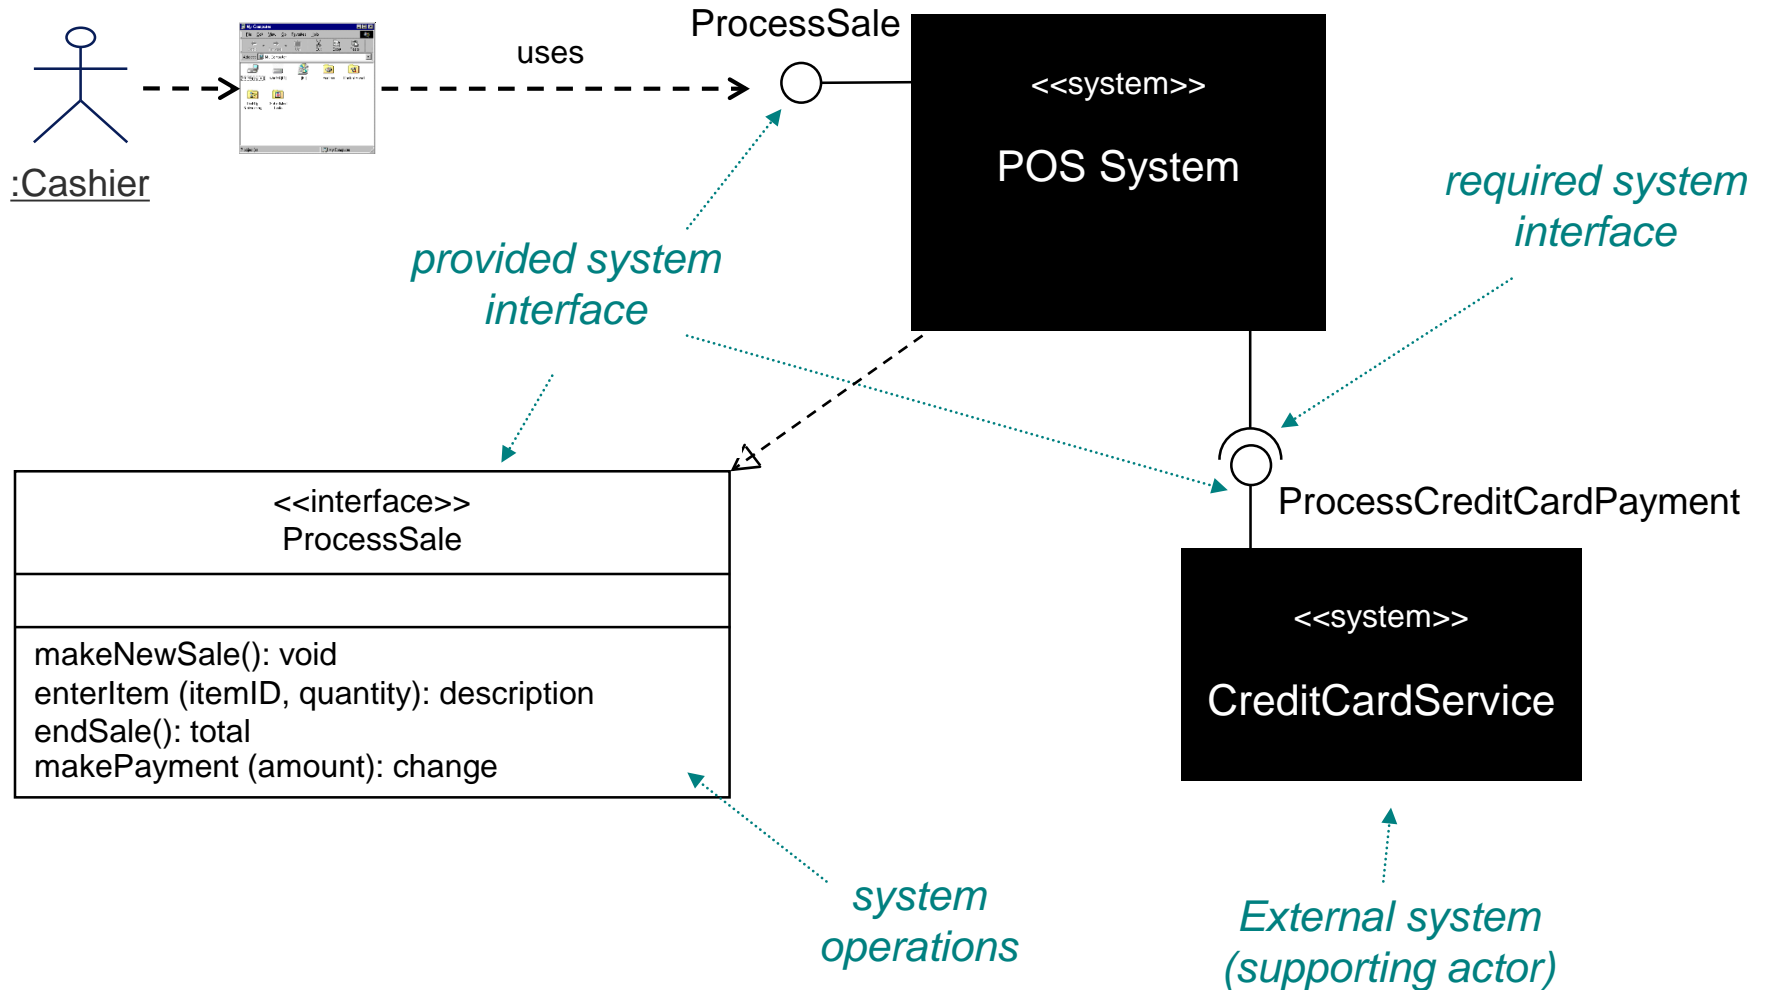 ProcessSale
uses
<<system>>
POS System
:Cashier
required system
interface
provided system
interface
<<interface>>
ProcessSale
ProcessCreditCardPayment
makeNewSale(): void
enterItem (itemID, quantity): description
endSale(): total
makePayment (amount): change
<<system>>
CreditCardService
system
operations
External system
(supporting actor)